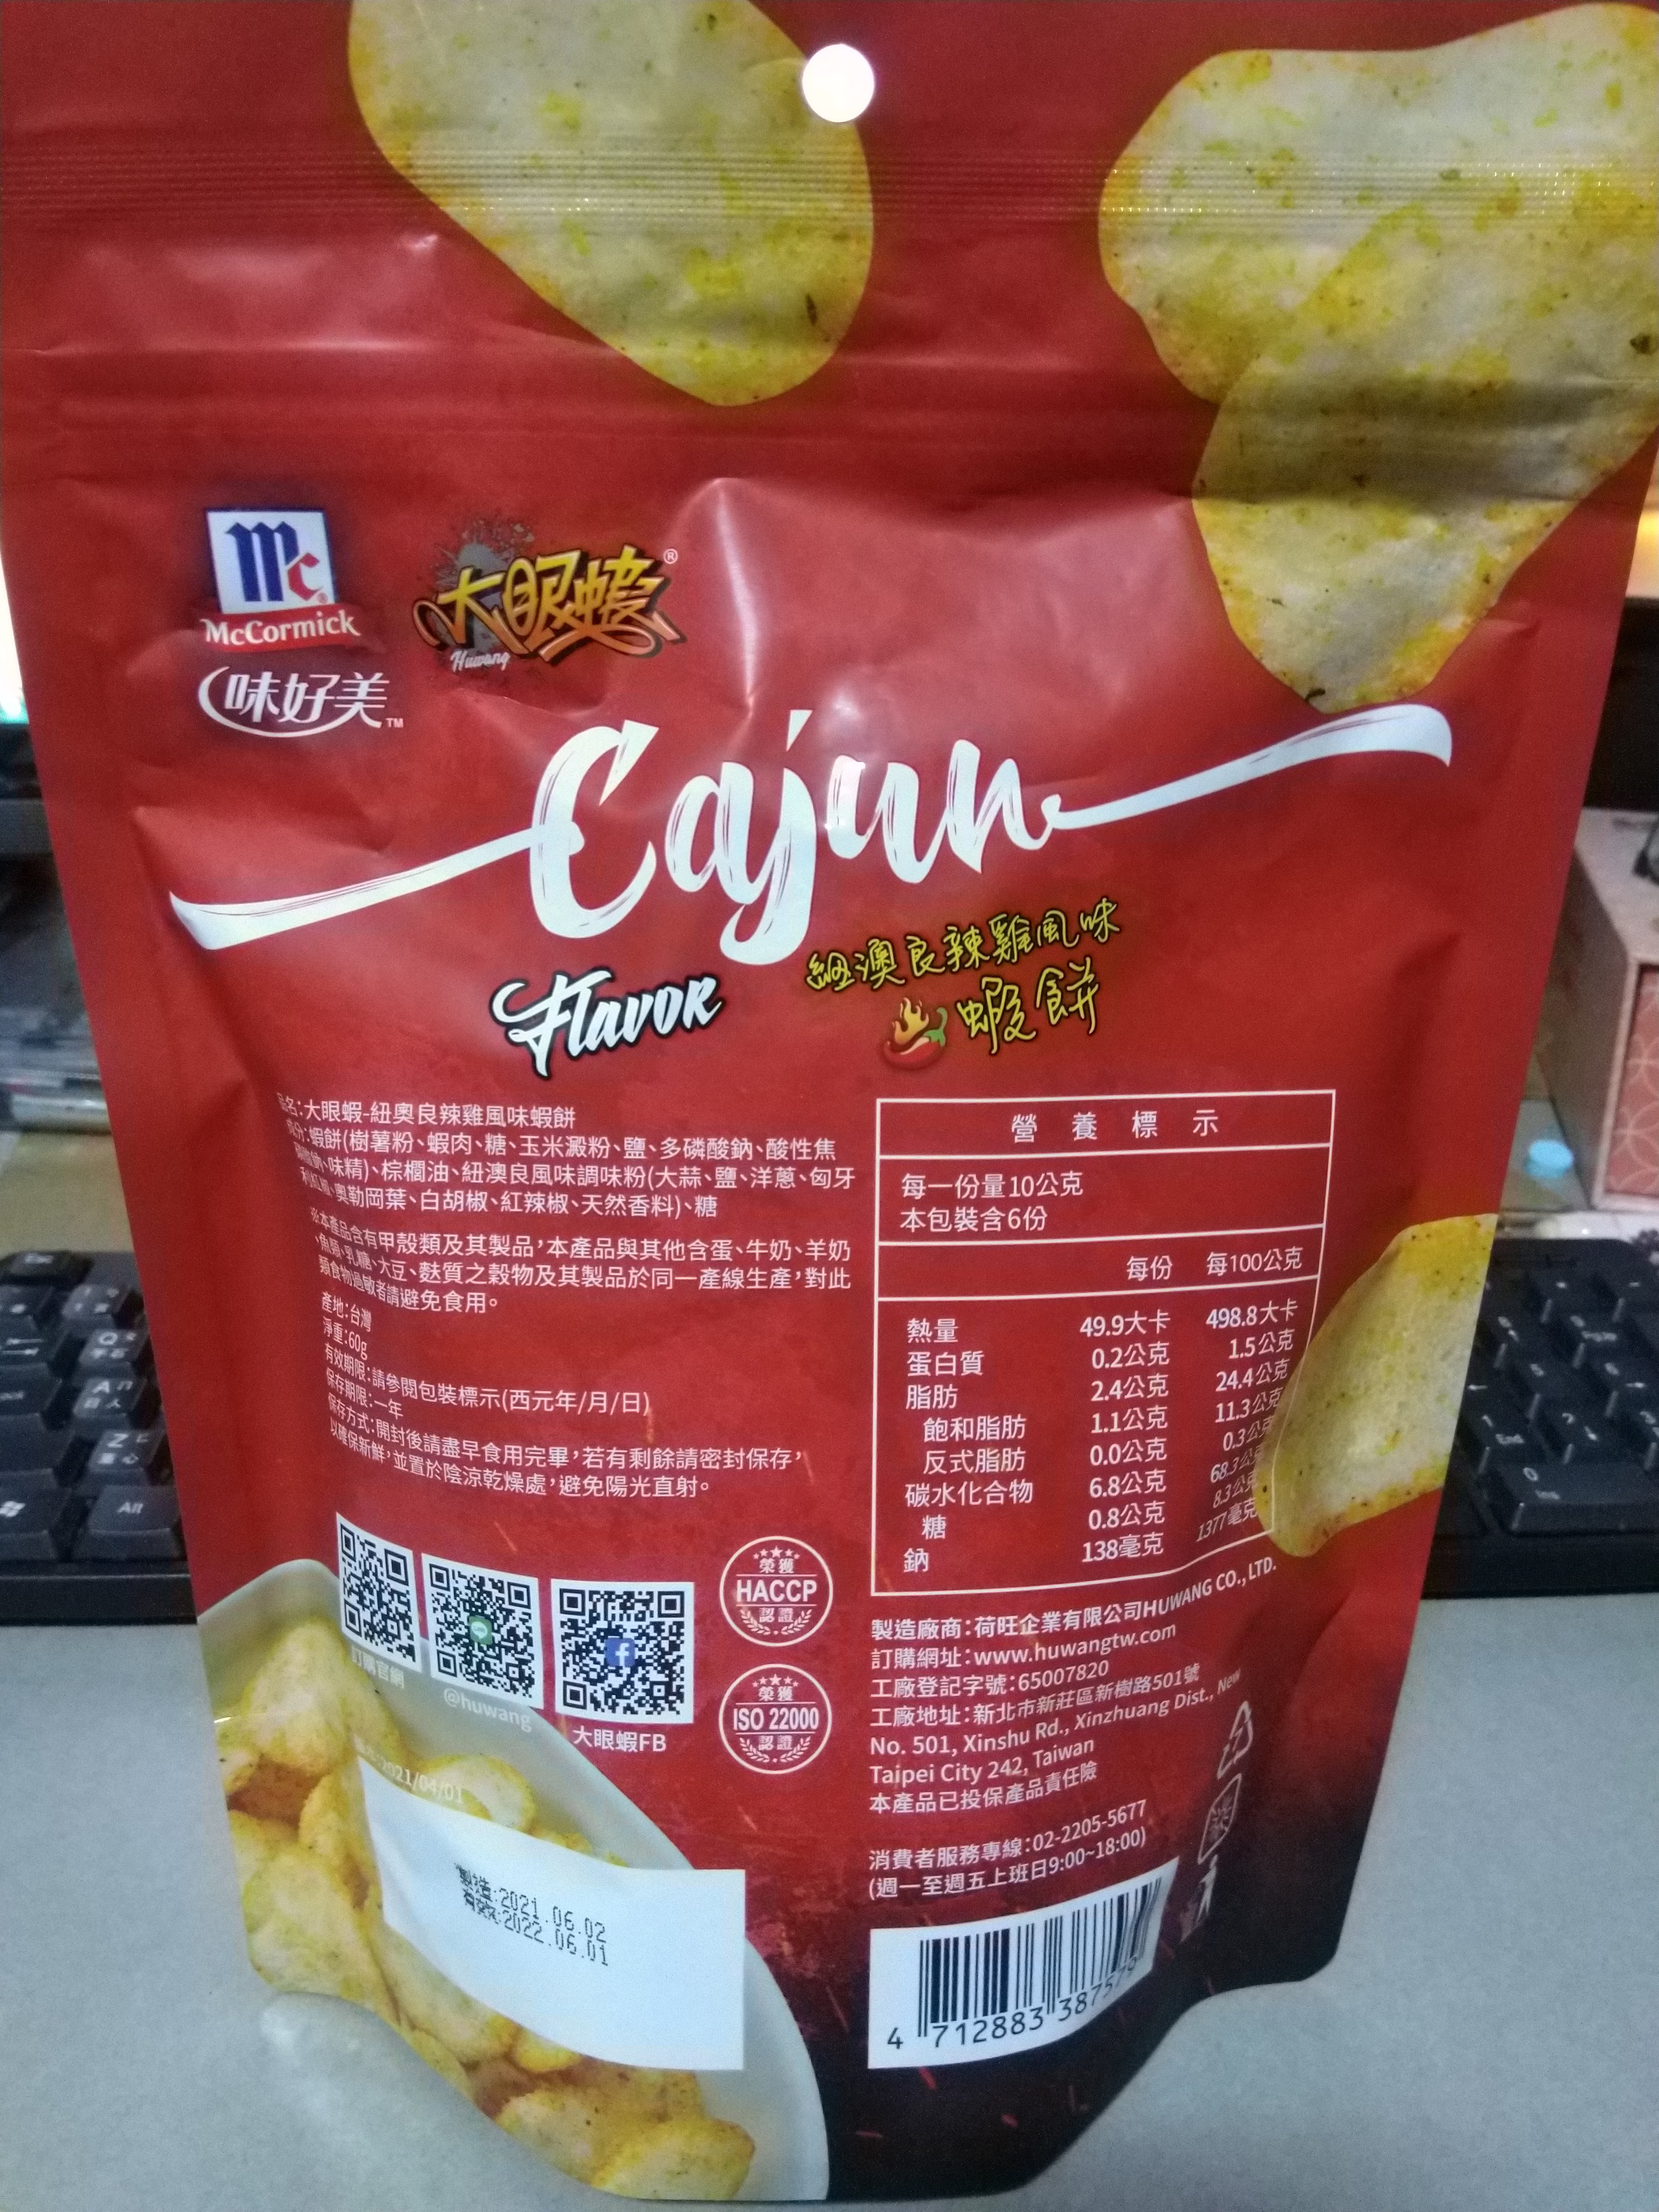 Mc
McCormick
味好美™
大眼蝦®
Huwang
Cajun
Flavor
紐澳良辣雞風味
蝦餅
名:大眼蝦-紐奧良辣雞風味蝦餅
成分:蝦餅(樹薯粉、蝦肉、糖、玉米澱粉、鹽、多磷酸鈉、酸性焦
磷酸鈉、味精)、棕櫚油、紐澳良風味調味粉(大蒜、鹽、洋蔥、匈牙
利紅椒、奧勒岡葉、白胡椒、紅辣椒、天然香料)、糖
※本產品含有甲殼類及其製品,本產品與其他含蛋、牛奶、羊奶
、魚類、乳糖、大豆、麩質之穀物及其製品於同一產線生產,對此
類食物過敏者請避免食用。
產地:台灣
淨重:60g
有效期限:請參閱包裝標示(西元年/月/日)
保存期限:一年
保存方式:開封後請盡早食用完畢,若有剩餘請密封保存,
以確保新鮮,並置於陰涼乾燥處,避免陽光直射。
訂購官網
@huwang
大眼蝦FB
榮獲
HACCP
認證
榮獲
ISO 22000
認證
2021/04/01
製造:2021.06.02
有效:2022.06.01
營養標示
每一份量10公克
本包裝含6份
每份 每100公克
熱量 49.9大卡 498.8大卡
蛋白質 0.2公克 1.5公克
脂肪 2.4公克 24.4公克
飽和脂肪 1.1公克 11.3公克
反式脂肪 0.0公克 0.3公克
碳水化合物 6.8公克 68.3公克
糖 0.8公克 8.3公克
鈉 138毫克 1377毫克
製造廠商:荷旺企業有限公司HUWANG CO., LTD.
訂購網址:www.huwangtw.com
工廠登記字號:65007820
工廠地址:新北市新莊區新樹路501號
No. 501, Xinshu Rd., Xinzhuang Dist., New
Taipei City 242, Taiwan
本產品已投保產品責任險
消費者服務專線:02-2205-5677
(週一至週五上班日9:00~18:00)
4 712883 387579